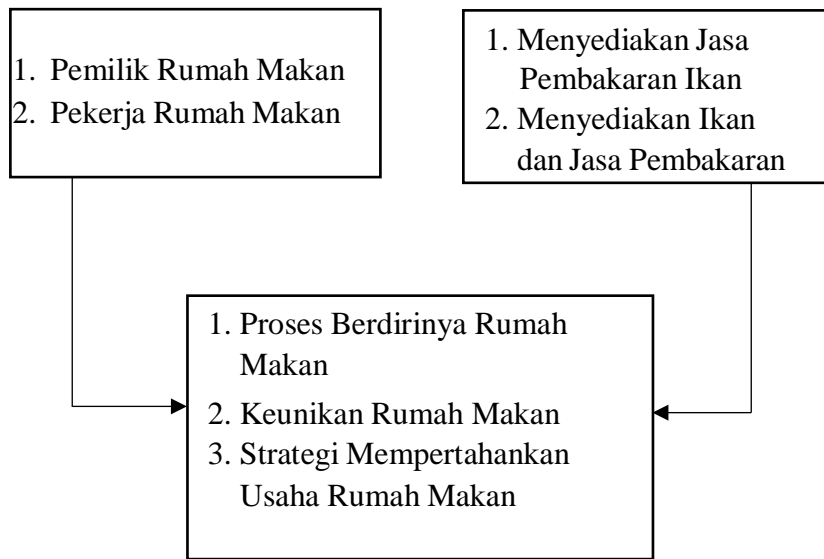 1. Pemilik Rumah Makan
2. Pekerja Rumah Makan
1. Menyediakan Jasa
Pembakaran Ikan
2. Menyediakan Ikan
dan Jasa Pembakaran
1. Proses Berdirinya Rumah
Makan
2. Keunikan Rumah Makan
3. Strategi Mempertahankan
Usaha Rumah Makan